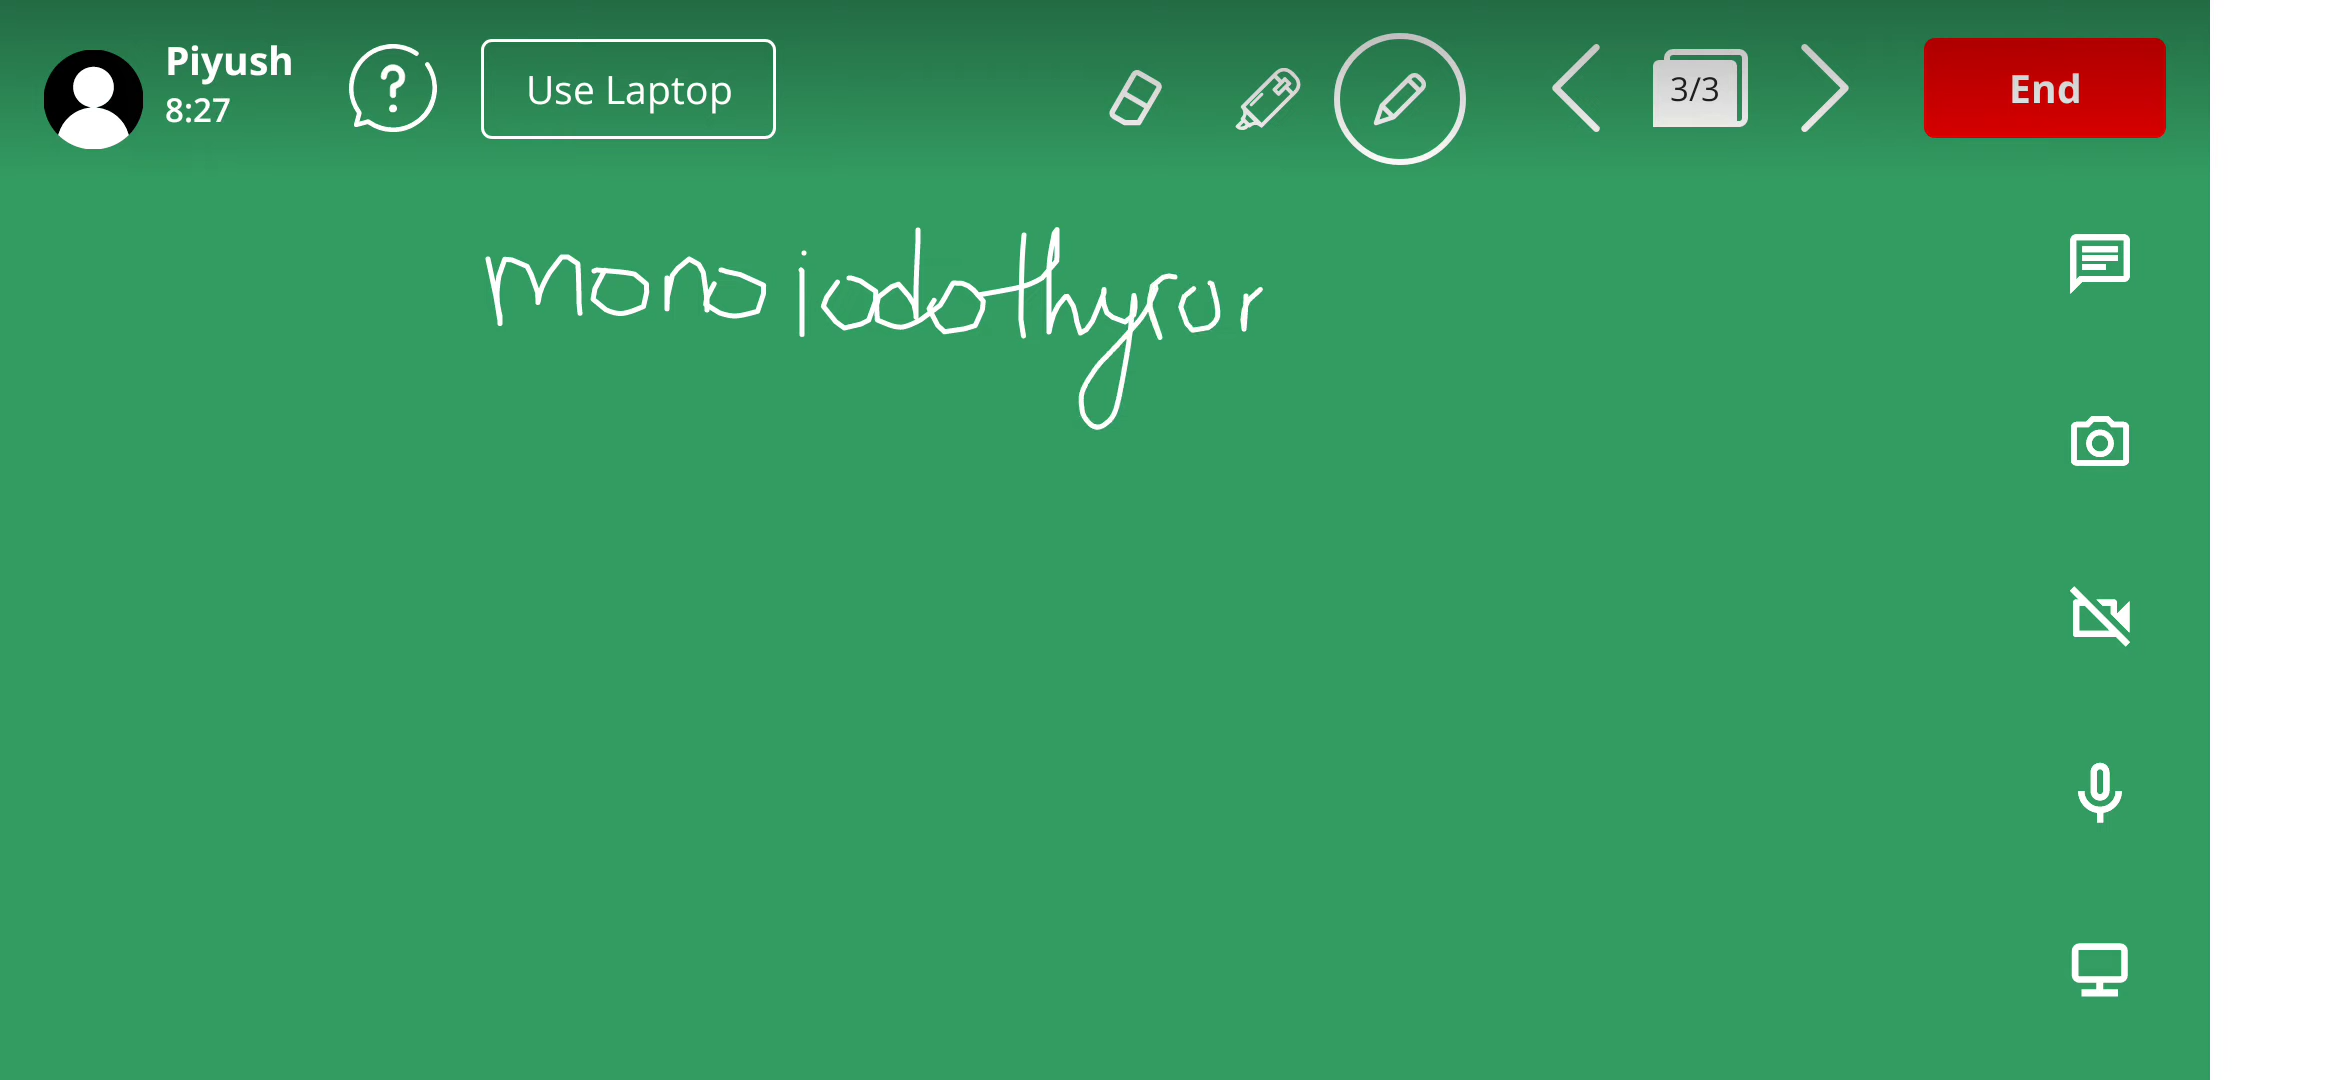 Piyush
8:27
?
Use Laptop
3/3
End
mono iodothyror